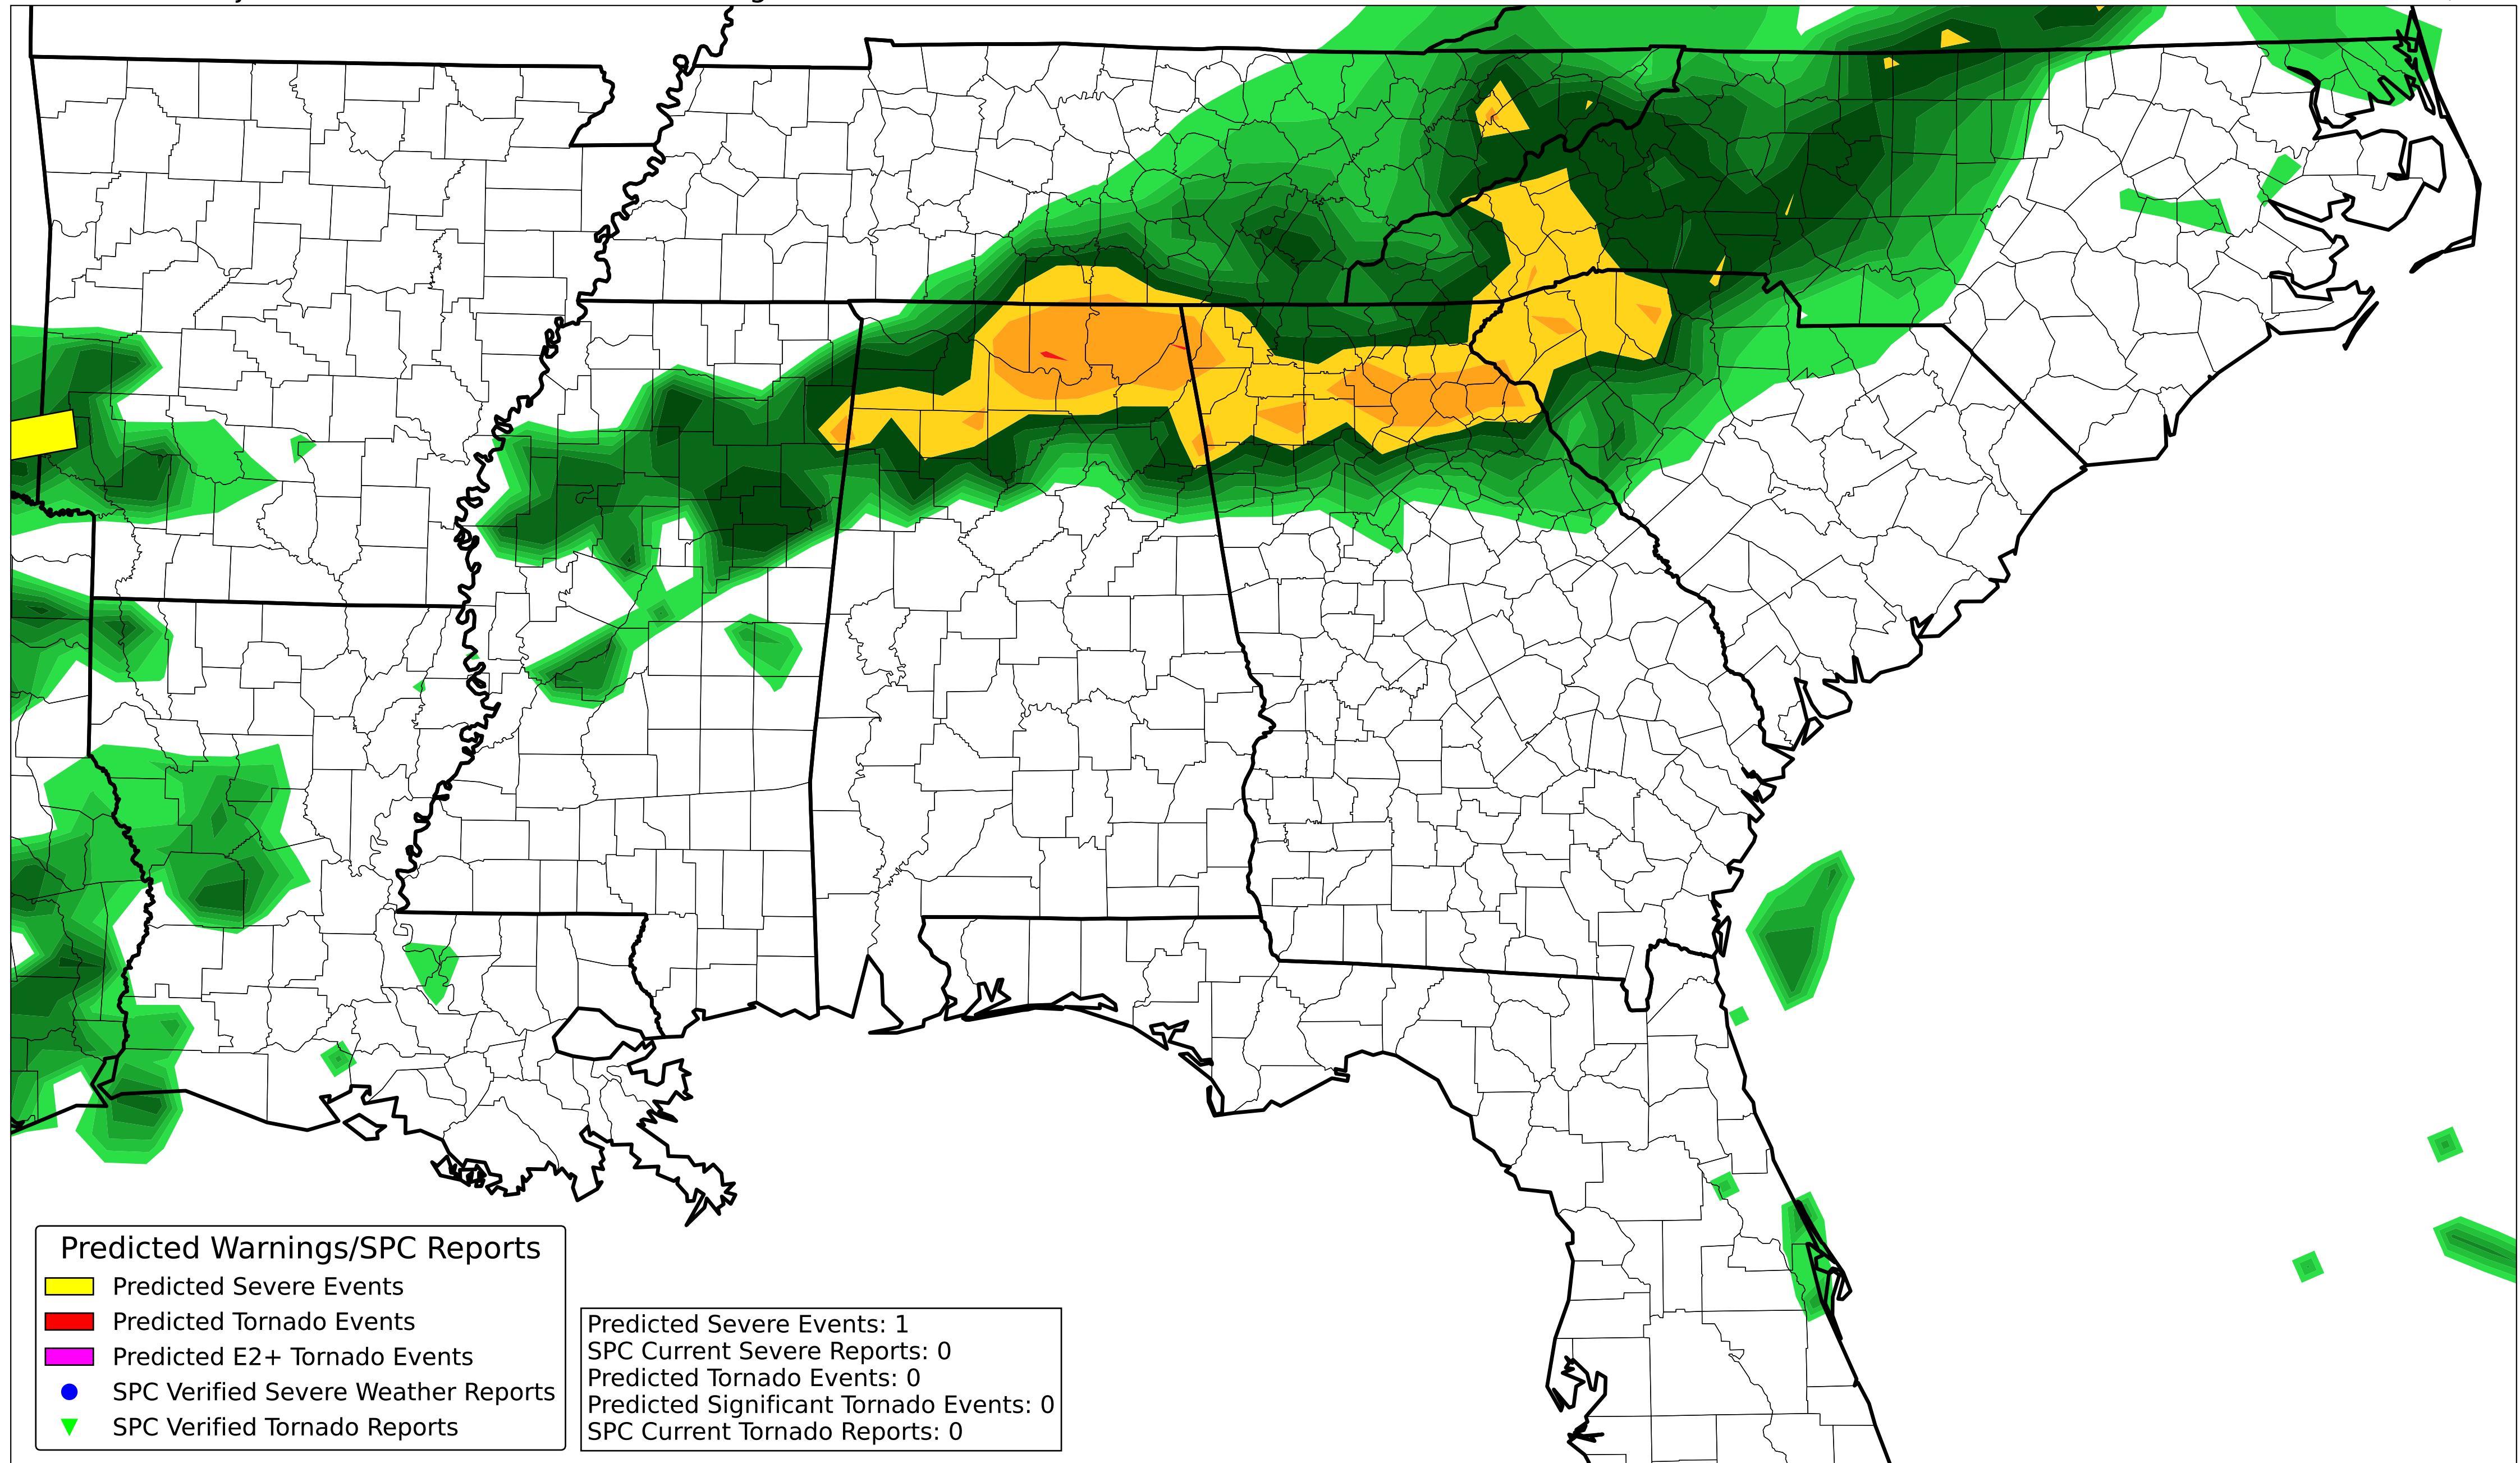 Predicted Warnings/SPC Reports
Predicted Severe Events
Predicted Tornado Events
Predicted E2+ Tornado Events
SPC Verified Severe Weather Reports
SPC Verified Tornado Reports
Predicted Severe Events: 1
SPC Current Severe Reports: 0
Predicted Tornado Events: 0
Predicted Significant Tornado Events: 0
SPC Current Tornado Reports: 0